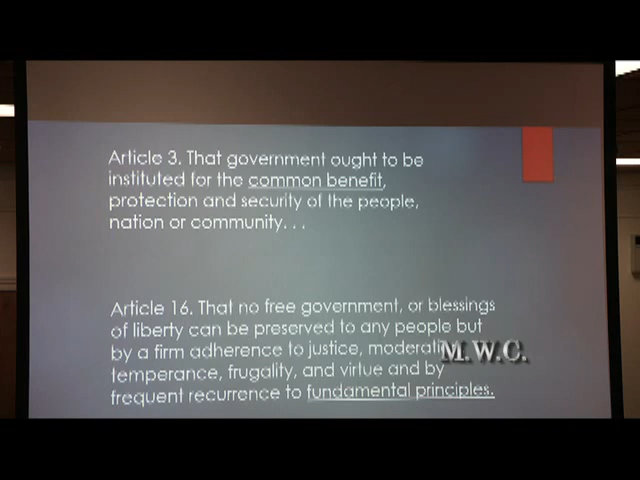 Article 3. That government ought to be
instituted for the common benefit,
protection and security of the people,
nation or community. . .
Article 16. That no free government, or blessings
of liberty can be preserved to any people but
by a firm adherence to justice, moderati
M.W.C.
temperance, frugality, and virtue and by
frequent recurrence to fundamental principles.